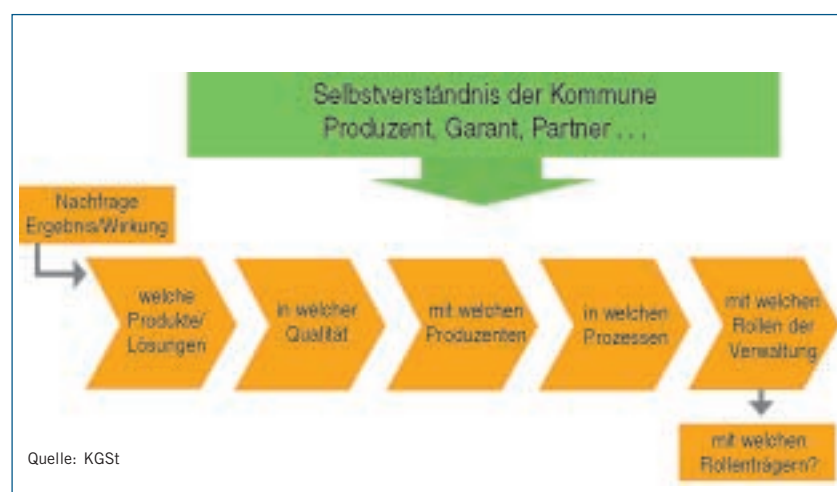 Selbstverständnis der Kommune
Produzent, Garant, Partner . . .
Nachfrage
Ergebnis/Wirkung
welche
Produkte/
Lösungen
in welcher
Qualität
mit welchen
Produzenten
in welchen
Prozessen
mit welchen
Rollen der
Verwaltung
mit welchen
Rollenträgern?
Quelle: KGSt